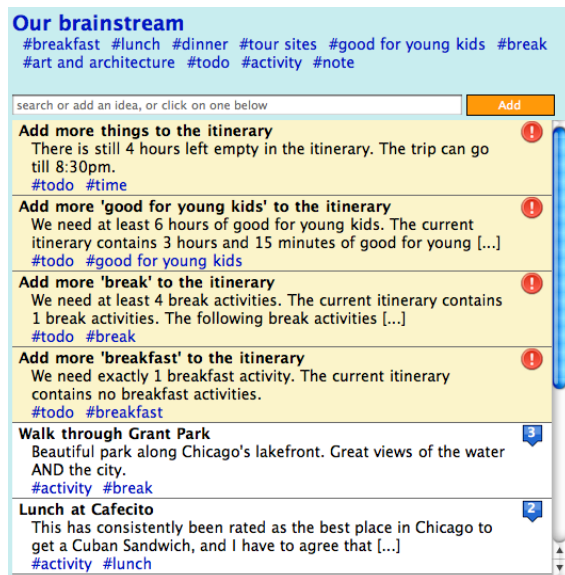 Our brainstream
#breakfast #lunch #dinner #tour sites #good for young kids #break
#art and architecture #todo #activity #note
search or add an idea, or click on one below
Add
Add more things to the itinerary
There is still 4 hours left empty in the itinerary. The trip can go
till 8:30pm.
#todo #time
Add more 'good for young kids' to the itinerary
We need at least 6 hours of good for young kids. The current
itinerary contains 3 hours and 15 minutes of good for young [...]
#todo #good for young kids
Add more 'break' to the itinerary
We need at least 4 break activities. The current itinerary contains
1 break activities. The following break activities [...]
#todo #break
Add more 'breakfast' to the itinerary
We need exactly 1 breakfast activity. The current itinerary
contains no breakfast activities.
#todo #breakfast
Walk through Grant Park
3
Beautiful park along Chicago's lakefront. Great views of the water
AND the city.
#activity #break
Lunch at Cafecito
2
This has consistently been rated as the best place in Chicago to
get a Cuban Sandwich, and I have to agree that [...]
#activity #lunch